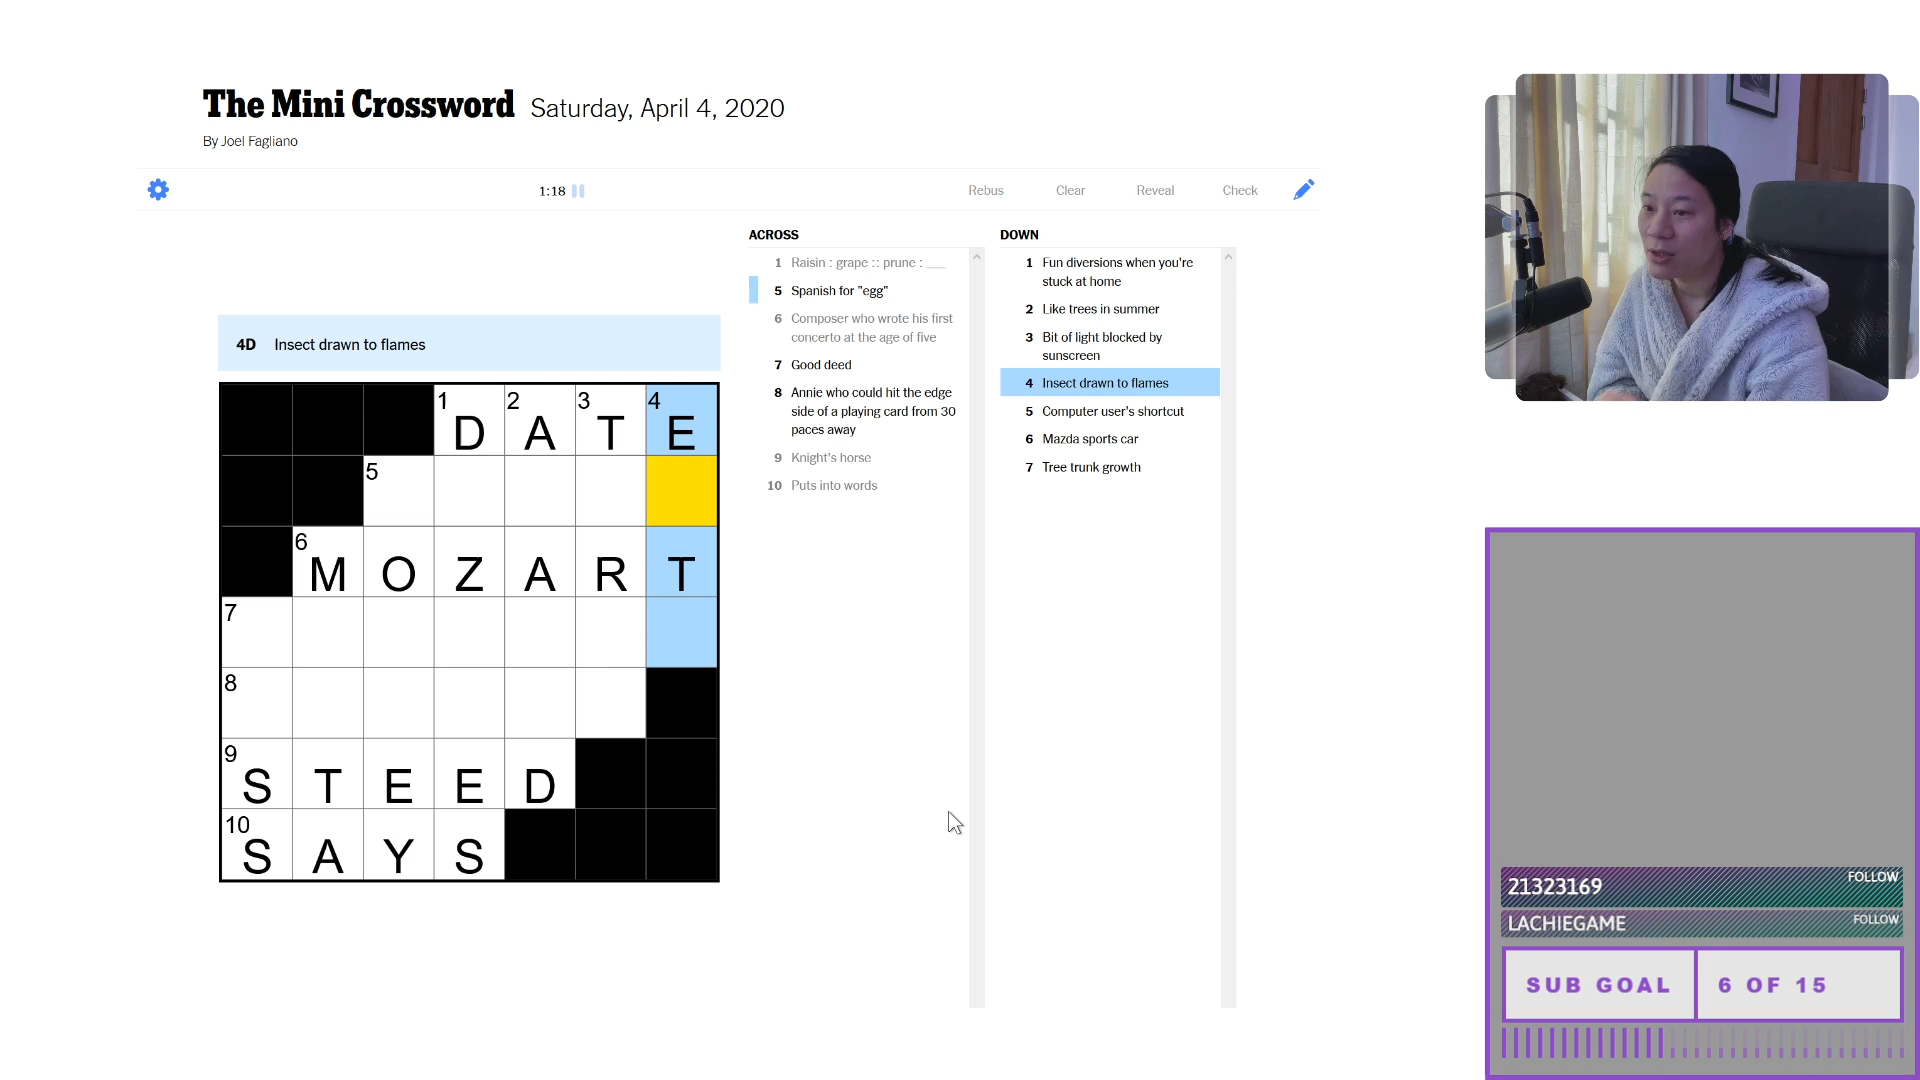 The Mini Crossword Saturday, April 4, 2020
By Joel Fagliano
1:18
Rebus Clear Reveal Check
4D Insect drawn to flames
1 D 2 A 3 T 4 E
5
6 M O Z A R T
7
8
9 S T E E D
10 S A Y S
ACROSS
1 Raisin : grape :: prune : ___
5 Spanish for "egg"
6 Composer who wrote his first
concerto at the age of five
7 Good deed
8 Annie who could hit the edge
side of a playing card from 30
paces away
9 Knight's horse
10 Puts into words
DOWN
1 Fun diversions when you're
stuck at home
2 Like trees in summer
3 Bit of light blocked by
sunscreen
4 Insect drawn to flames
5 Computer user's shortcut
6 Mazda sports car
7 Tree trunk growth
21323169 FOLLOW
LACHIEGAME FOLLOW
SUB GOAL 6 OF 15